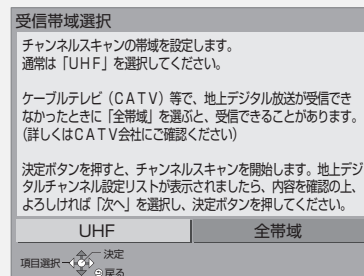 受信帯域選択
チャンネルスキャンの帯域を設定します。
通常は「UHF」を選択してください。
ケーブルテレビ(CATV)等で、地上デジタル放送が受信でき
なかったときに「全帯域」を選ぶと、受信できることがあります。
(詳しくはCATV会社にご確認ください)
決定ボタンを押すと、チャンネルスキャンを開始します。地上デジ
タルチャンネル設定リストが表示されましたら、内容を確認の上、
よろしければ「次へ」を選択し、決定ボタンを押してください。
UHF 全帯域
項目選択 決定
戻る